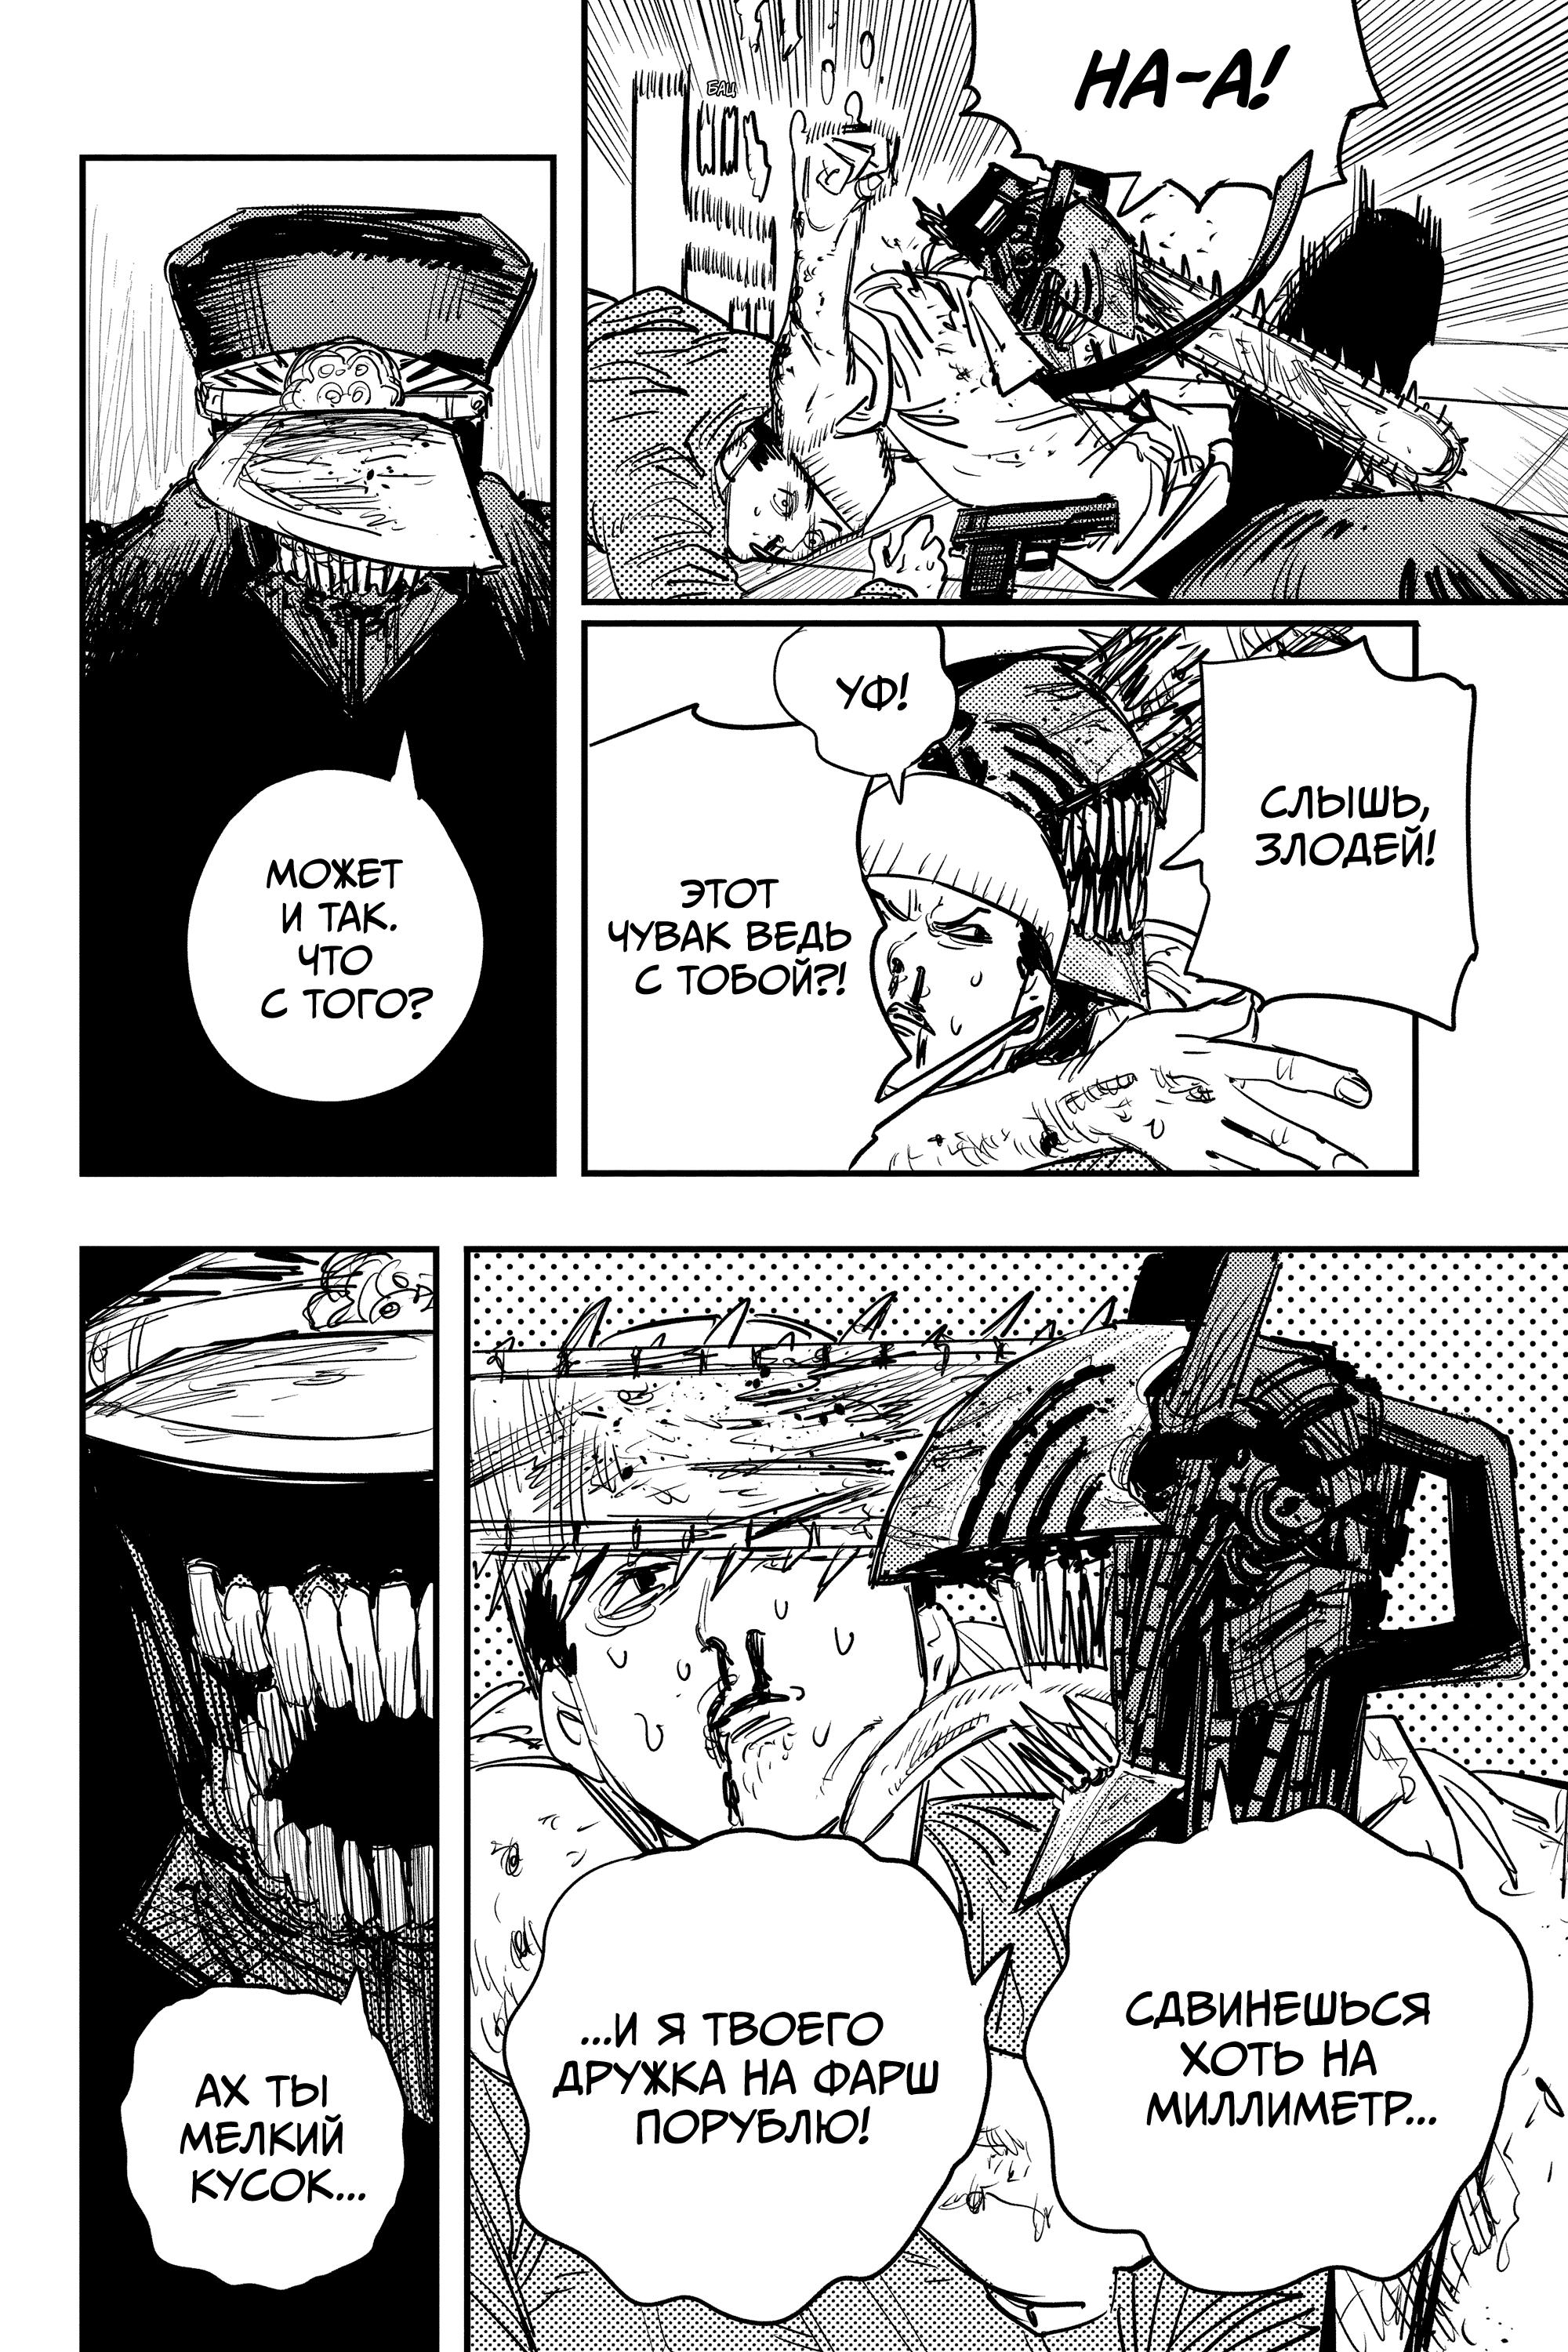 НА-А!
БАЦ
СЛЫШЬ,
ЗЛОДЕЙ!
УФ!
ЭТОТ
ЧУВАК ВЕДЬ
С ТОБОЙ?!
МОЖЕТ
И ТАК.
ЧТО
С ТОГО?
СДВИНЕШЬСЯ
ХОТЬ НА
МИЛЛИМЕТР...
...И Я ТВОЕГО
ДРУЖКА НА ФАРШ
ПОРУБЛЮ!
АХ ТЫ
МЕЛКИЙ
КУСОК...